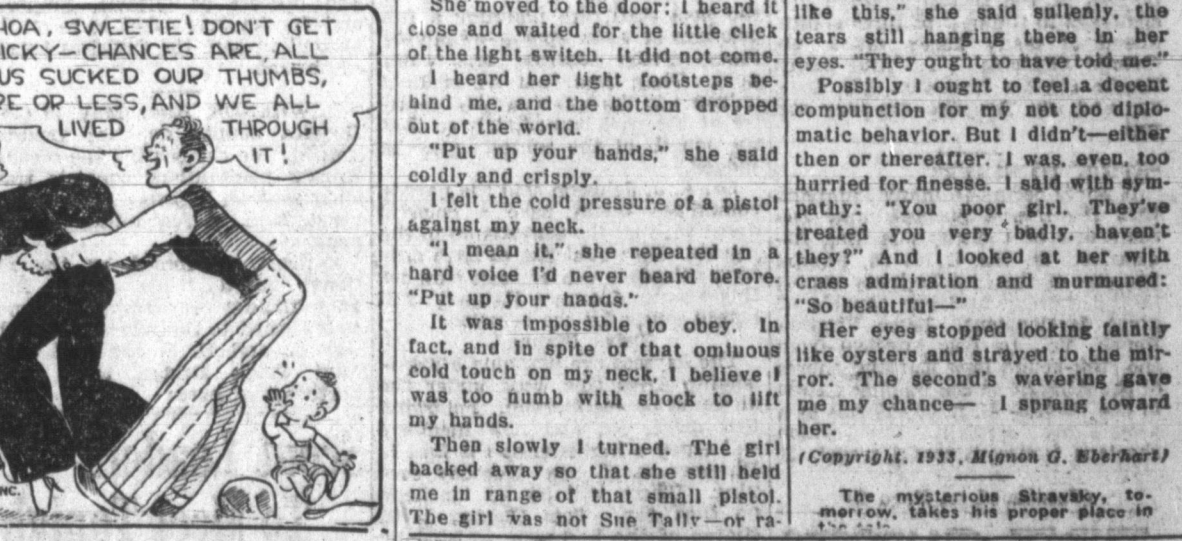 HOA, SWEETIE! DON'T GET
ICKY—CHANCES ARE, ALL
US SUCKED OUR THUMBS,
RE OR LESS, AND WE ALL
LIVED THROUGH
IT!
NC.
She moved to the door; I heard it
close and waited for the little click
of the light switch. It did not come.
I heard her light footsteps be-
hind me, and the bottom dropped
out of the world.
"Put up your hands," she said
coldly and crisply.
I felt the cold pressure of a pistol
against my neck.
"I mean it," she repeated in a
hard voice I'd never heard before.
"Put up your hands."
It was impossible to obey. In
fact, and in spite of that ominous
cold touch on my neck, I believe I
was too numb with shock to lift
my hands.
Then slowly I turned. The girl
backed away so that she still held
me in range of that small pistol.
The girl was not Sue Tally—or ra-
like this," she said sullenly, the
tears still hanging there in her
eyes. "They ought to have told me."
Possibly I ought to feel a decent
compunction for my not too diplo-
matic behavior. But I didn't—either
then or thereafter. I was, even, too
hurried for finesse. I said with sym-
pathy: "You poor girl. They've
treated you very badly, haven't
they?" And I looked at her with
crass admiration and murmured:
"So beautiful—"
Her eyes stopped looking faintly
like oysters and strayed to the mir-
ror. The second's wavering gave
me my chance— I sprang toward
her.
(Copyright, 1933, Mignon G. Eberhart)
The mysterious Stravsky, to-
morrow, takes his proper place in